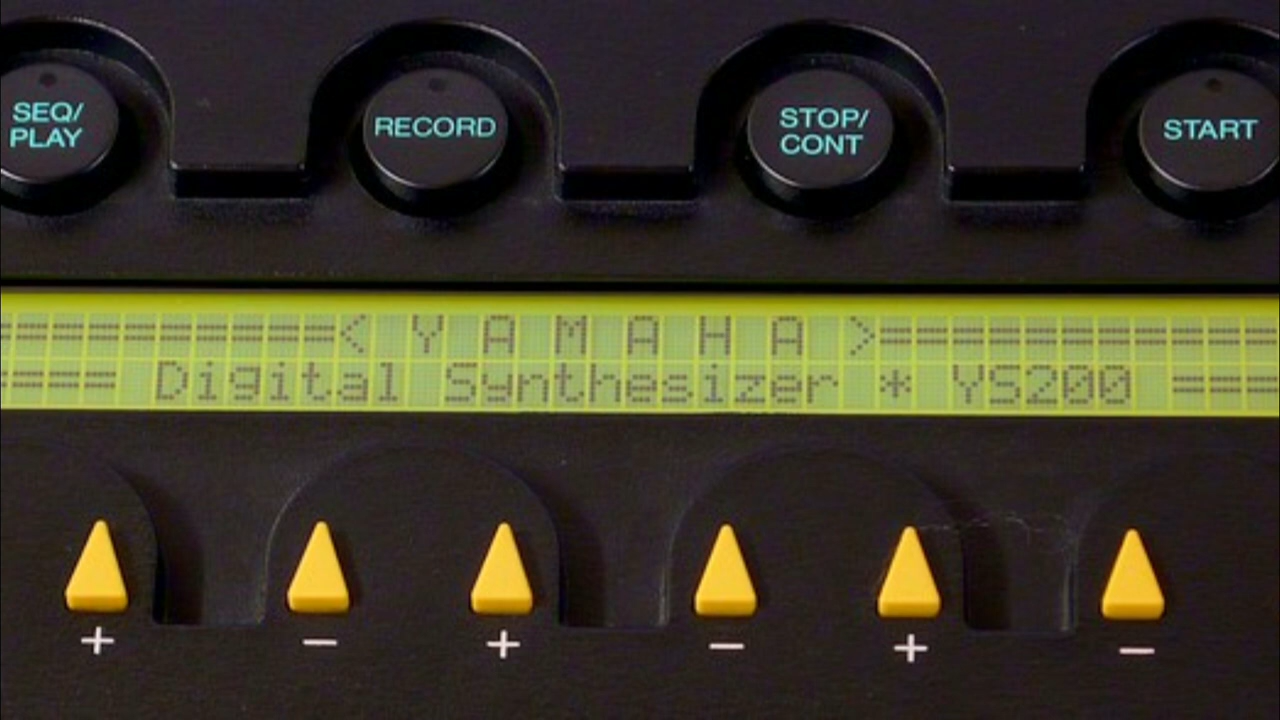 SEQ/
PLAY
RECORD
STOP/
CONT
START
==========< Y A M A H A >===========
==== Digital Synthesizer * YS200 ===
+ − + − + −